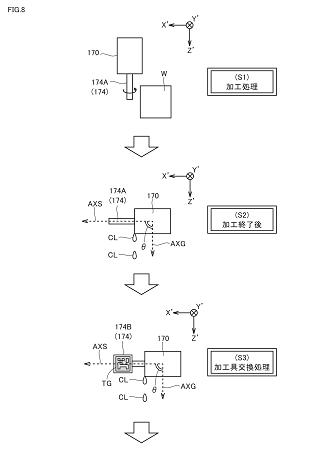 FIG.8
X' Y'
Z'
170
174A
(174)
W
(S1)
加工処理
X' Y'
Z'
174A
(174)
170
AXS
CL
θ
CL
AXG
(S2)
加工終了後
X' Y'
Z'
174B
(174)
170
AXS
TG
CL
θ
CL
AXG
(S3)
加工具交換処理